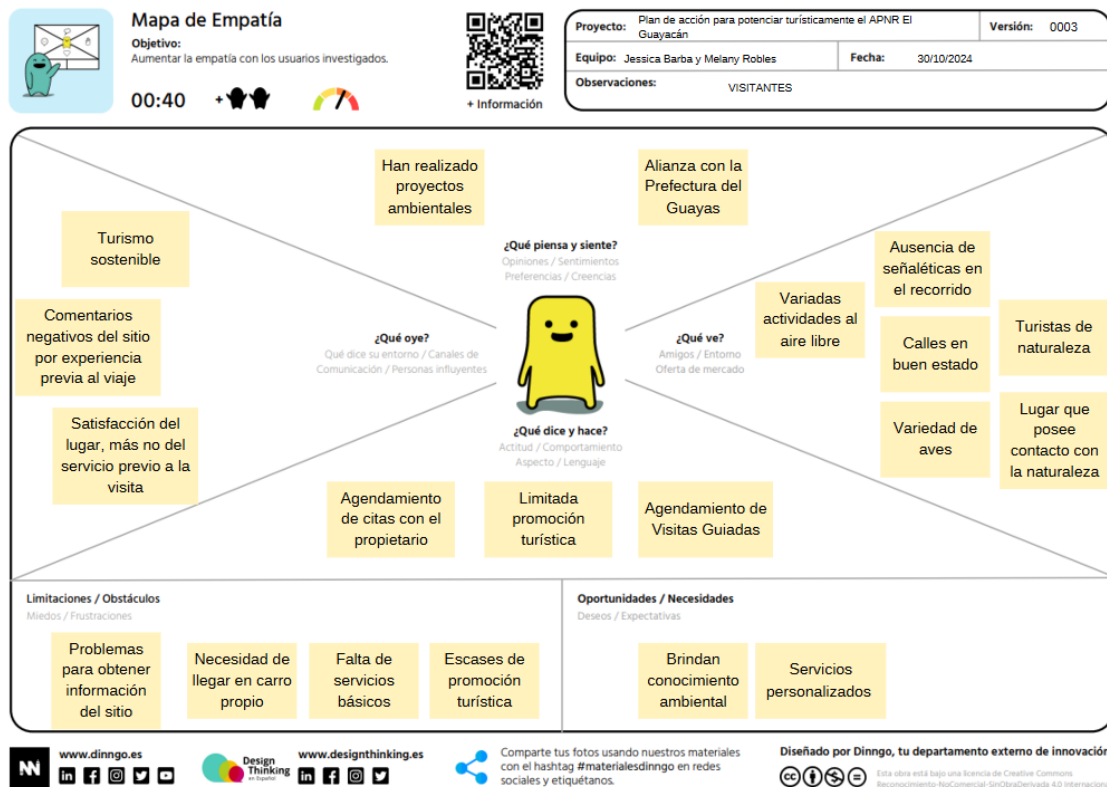 Mapa de Empatía
Objetivo:
Aumentar la empatía con los usuarios investigados.
00:40
+
+ Información
Proyecto: Plan de acción para potenciar turísticamente el APNR El
Guayacán
Versión: 0003
Equipo: Jessica Barba y Melany Robles
Fecha: 30/10/2024
Observaciones:
VISITANTES
Han realizado
proyectos
ambientales
Alianza con la
Prefectura del
Guayas
¿Qué piensa y siente?
Opiniones / Sentimientos
Preferencias / Creencias
Turismo
sostenible
Comentarios
negativos del sitio
por experiencia
previa al viaje
Satisfacción del
lugar, más no del
servicio previo a la
visita
¿Qué oye?
Qué dice su entorno / Canales de
Comunicación / Personas influyentes
¿Qué ve?
Amigos / Entorno
Oferta de mercado
Variadas
actividades al
aire libre
Ausencia de
señaléticas en
el recorrido
Calles en
buen estado
Variedad de
aves
Turistas de
naturaleza
Lugar que
posee
contacto con
la naturaleza
¿Qué dice y hace?
Actitud / Comportamiento
Aspecto / Lenguaje
Agendamiento
de citas con el
propietario
Limitada
promoción
turística
Agendamiento de
Visitas Guiadas
Limitaciones / Obstáculos
Miedos / Frustraciones
Problemas
para obtener
información
del sitio
Necesidad de
llegar en carro
propio
Falta de
servicios
básicos
Escases de
promoción
turística
Oportunidades / Necesidades
Deseos / Expectativas
Brindan
conocimiento
ambiental
Servicios
personalizados
www.dinngo.es
Design
Thinking
en Español
www.designthinking.es
Comparte tus fotos usando nuestros materiales
con el hashtag #materialesdinngo en redes
sociales y etiquétanos.
Diseñado por Dinngo, tu departamento externo de innovación
Esta obra está bajo una licencia de Creative Commons
Reconocimiento-NoComercial-SinObraDerivada 4.0 Internaciona